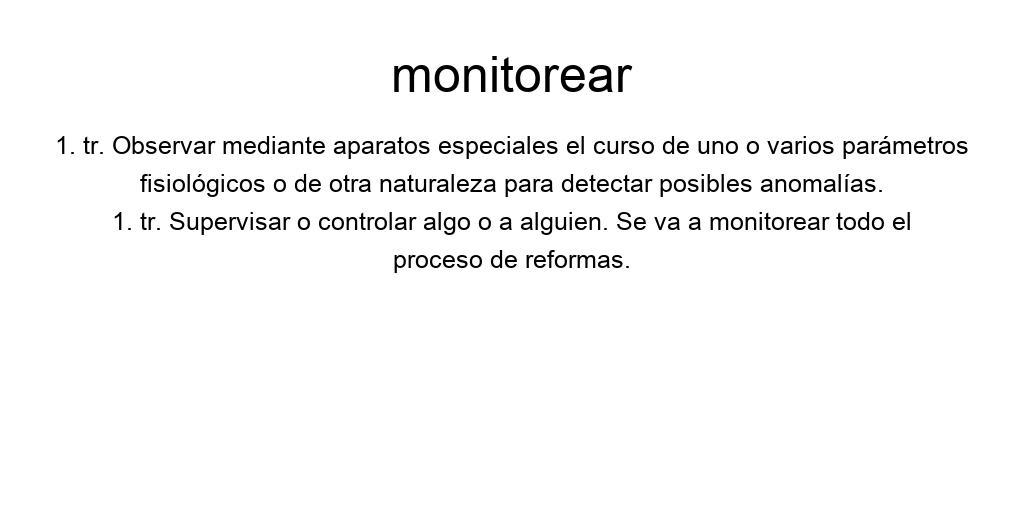 monitorear
1. tr. Observar mediante aparatos especiales el curso de uno o varios parámetros
fisiológicos o de otra naturaleza para detectar posibles anomalías.
1. tr. Supervisar o controlar algo o a alguien. Se va a monitorear todo el
proceso de reformas.